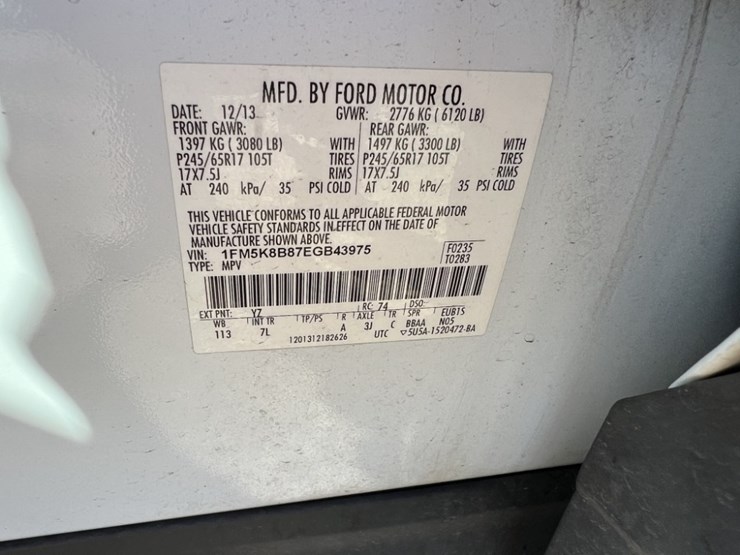 MFD. BY FORD MOTOR CO.
DATE: 12/13 GVWR: 2776 KG ( 6120 LB)
FRONT GAWR: REAR GAWR:
1397 KG ( 3080 LB) WITH 1497 KG ( 3300 LB) WITH
P245/65R17 105T TIRES P245/65R17 105T TIRES
17X7.5J RIMS 17X7.5J RIMS
AT 240 kPa/ 35 PSI COLD AT 240 kPa/ 35 PSI COLD
THIS VEHICLE CONFORMS TO ALL APPLICABLE FEDERAL MOTOR
VEHICLE SAFETY STANDARDS IN EFFECT ON THE DATE OF
MANUFACTURE SHOWN ABOVE.
VIN: 1FM5K8B87EGB43975 F0235
TYPE: MPV T0283
EXT PNT: YZ RC: 74 DSO:
WB INT TR TP/PS R AXLE TR SPR EUB15
113 7L A 3J C BBAA N05
1201312182626 UTC ▽5USA-1520472-BA